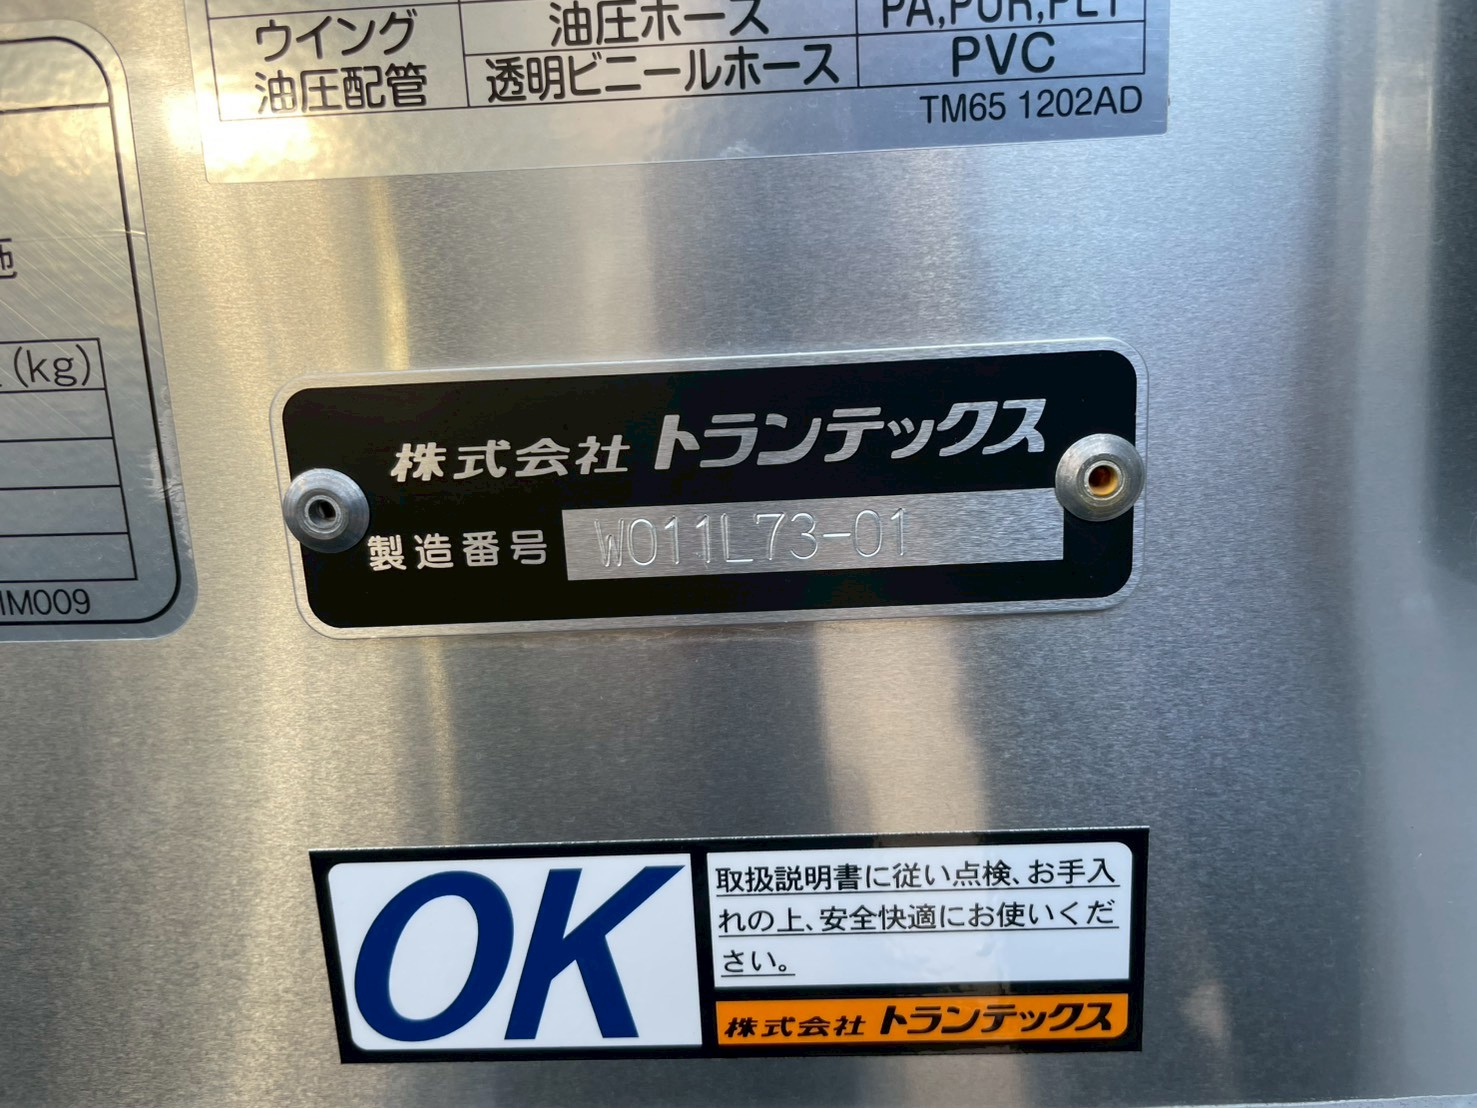 ウイング
油圧配管
油圧ホース
PA,PUR,PET
透明ビニールホース
PVC
TM65 1202AD
(kg)
M009
株式会社 トランテックス
製造番号 W011L73-01
OK
取扱説明書に従い点検、お手入
れの上、安全快適にお使いくだ
さい。
株式会社 トランテックス